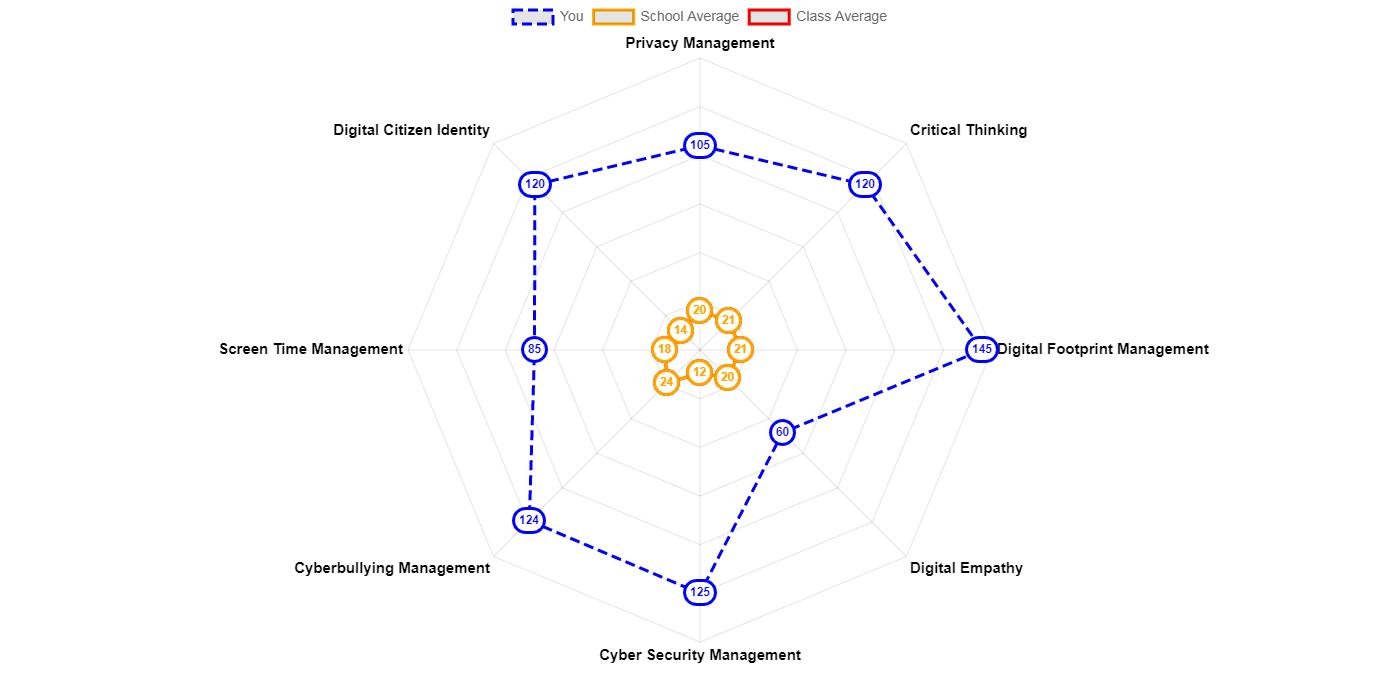 You School Average Class Average
Privacy Management
Digital Citizen Identity
Critical Thinking
105
120
120
20
21
14
Screen Time Management
85
18
21
145
Digital Footprint Management
12
20
24
60
124
125
Cyberbullying Management
Digital Empathy
Cyber Security Management